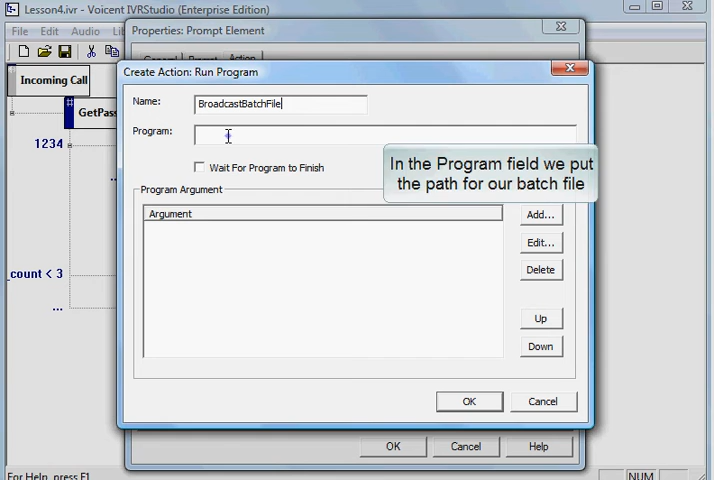 Lesson4.ivr - Voicent IVRStudio (Enterprise Edition)
File Edit Audio
Properties: Prompt Element
Create Action: Run Program
Incoming Call
Name: BroadcastBatchFile
GetPass
Program:
1234
In the Program field we put
the path for our batch file
Wait For Program to Finish
Program Argument
Argument
Add...
Edit...
Delete
_count < 3
...
Up
Down
OK Cancel
OK Cancel Help
For Help, press F1
NUM